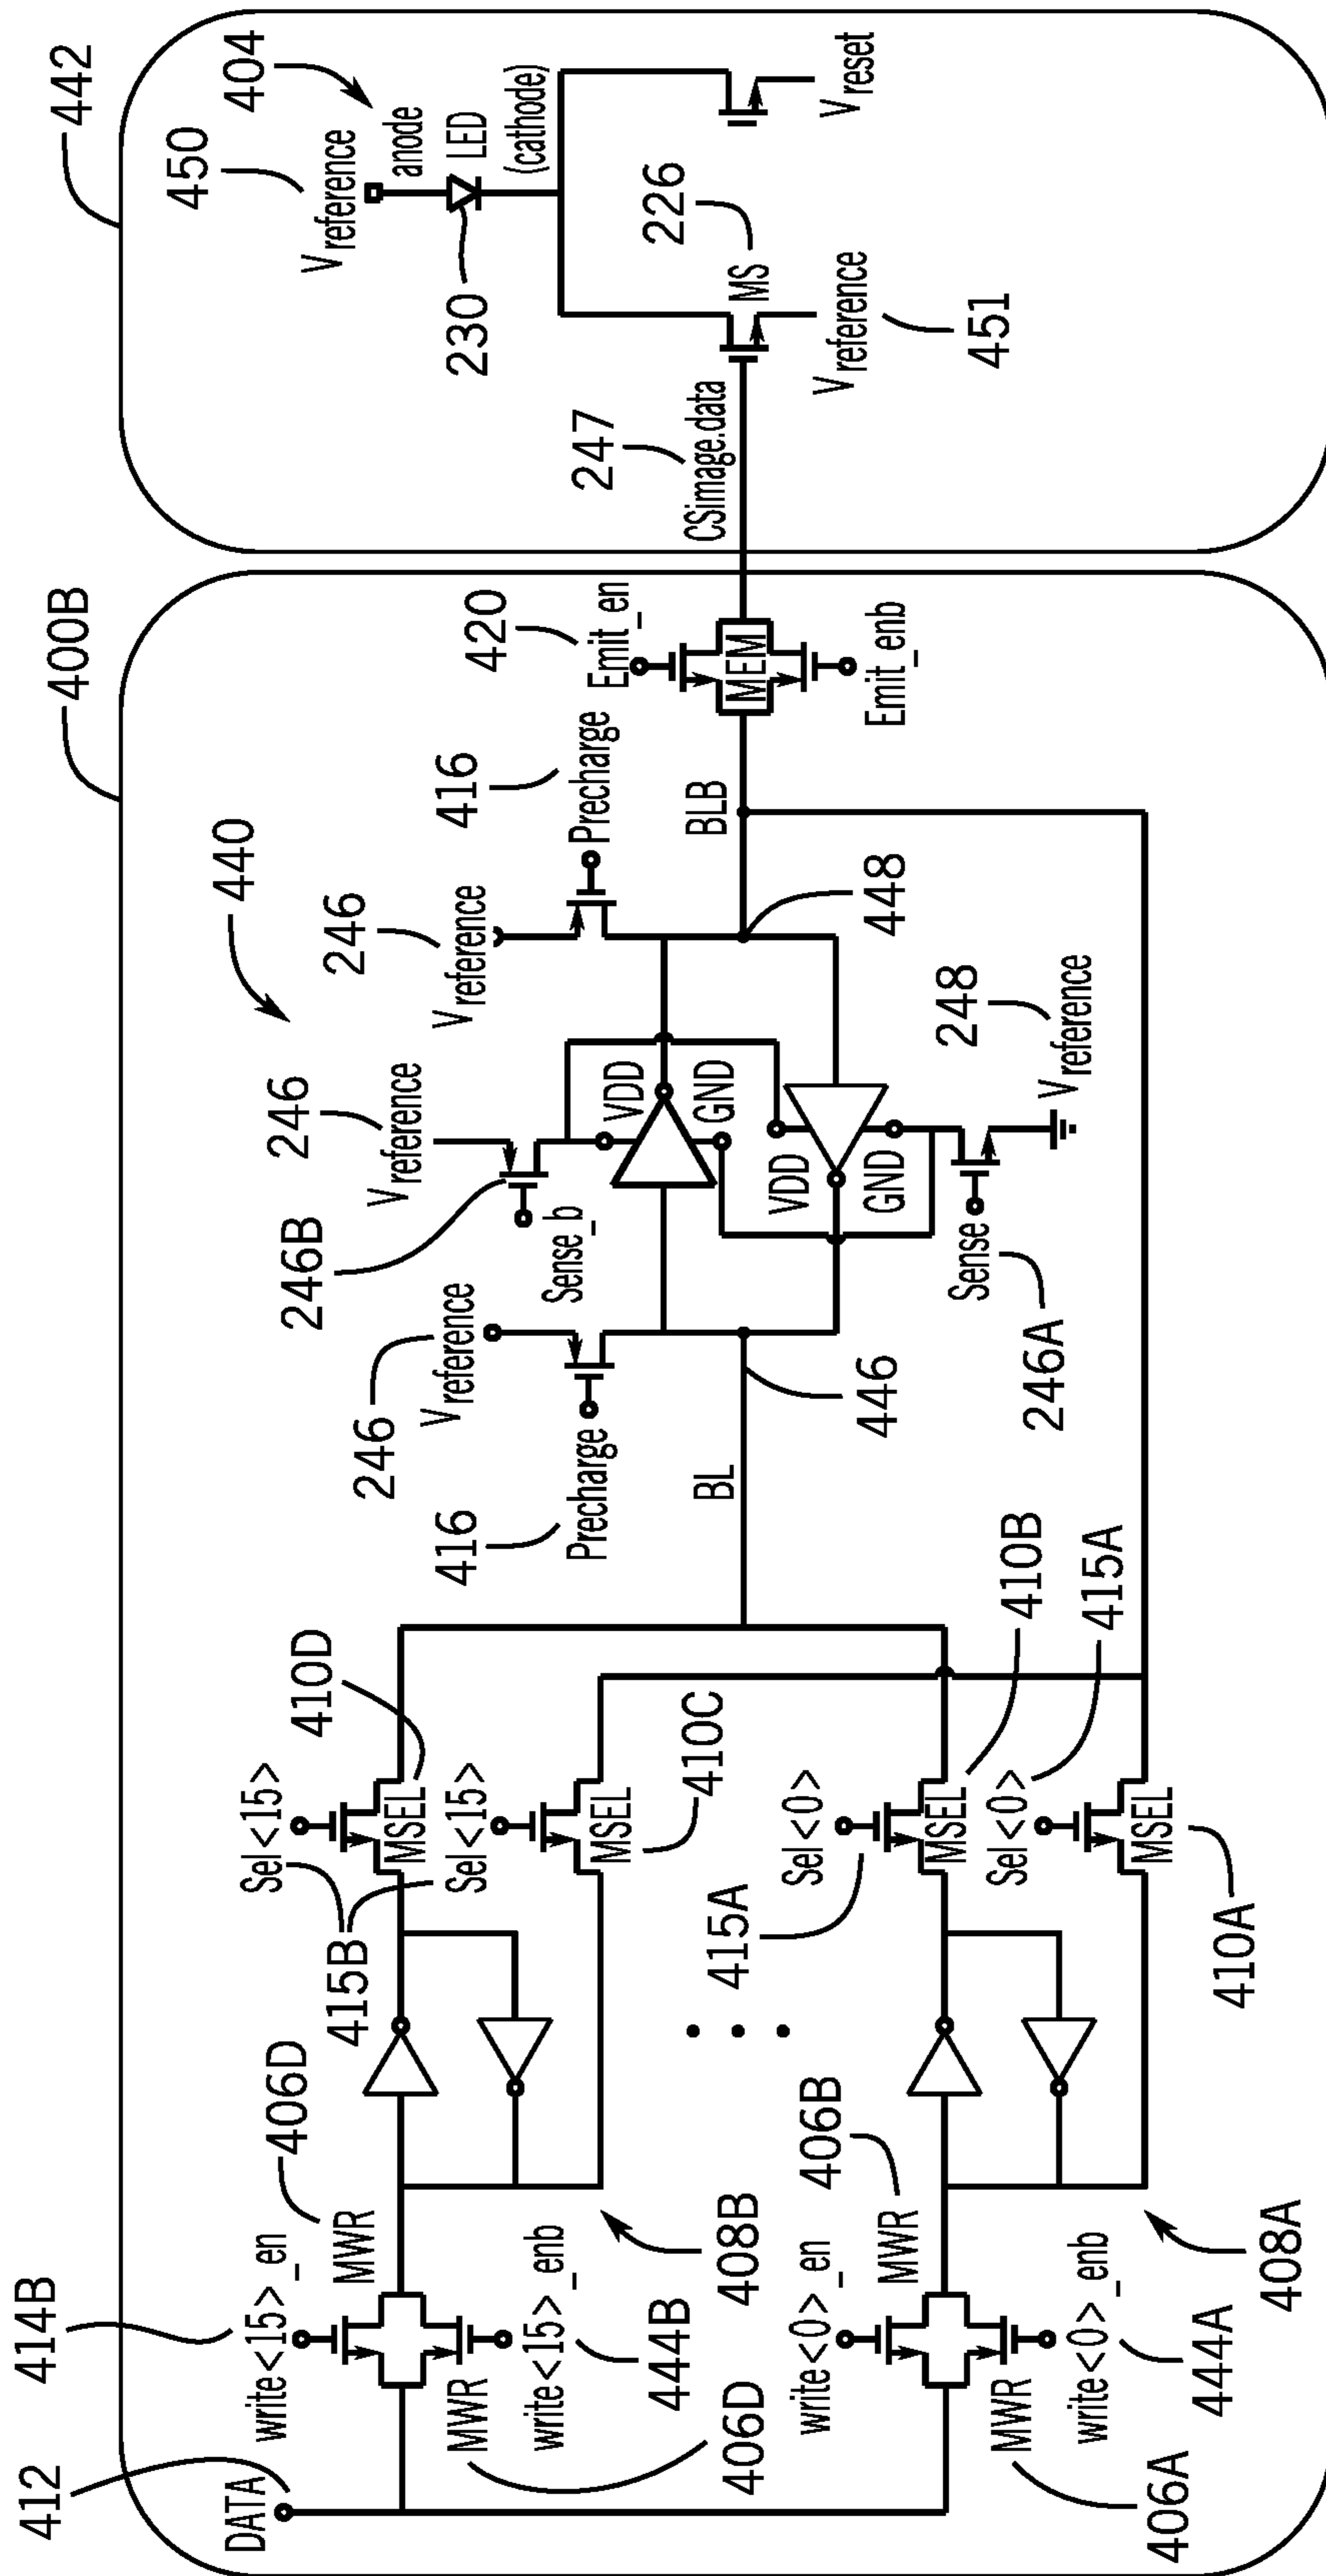 400B
442
412
DATA
414B
write<15>_en
406D
MWR
MWR
406D
write<15>_enb
444B
408B
write<0>_en
406B
MWR
MWR
406A
write<0>_enb
444A
408A
Sel<15>
415B
MSEL
410D
Sel<15>
MSEL
410C
Sel<0>
415A
MSEL
410B
Sel<0>
415A
MSEL
410A
BL
446
416
Precharge
246
Vreference
246B
Sense_b
246
Vreference
440
VDD
GND
VDD
GND
Sense
246A
248
Vreference
246
Vreference
416
Precharge
448
BLB
420
Emit_en
MEM
Emit_enb
247
CSimage.data
450
Vreference
404
anode
LED
230
(cathode)
226
MS
Vreference
451
Vreset